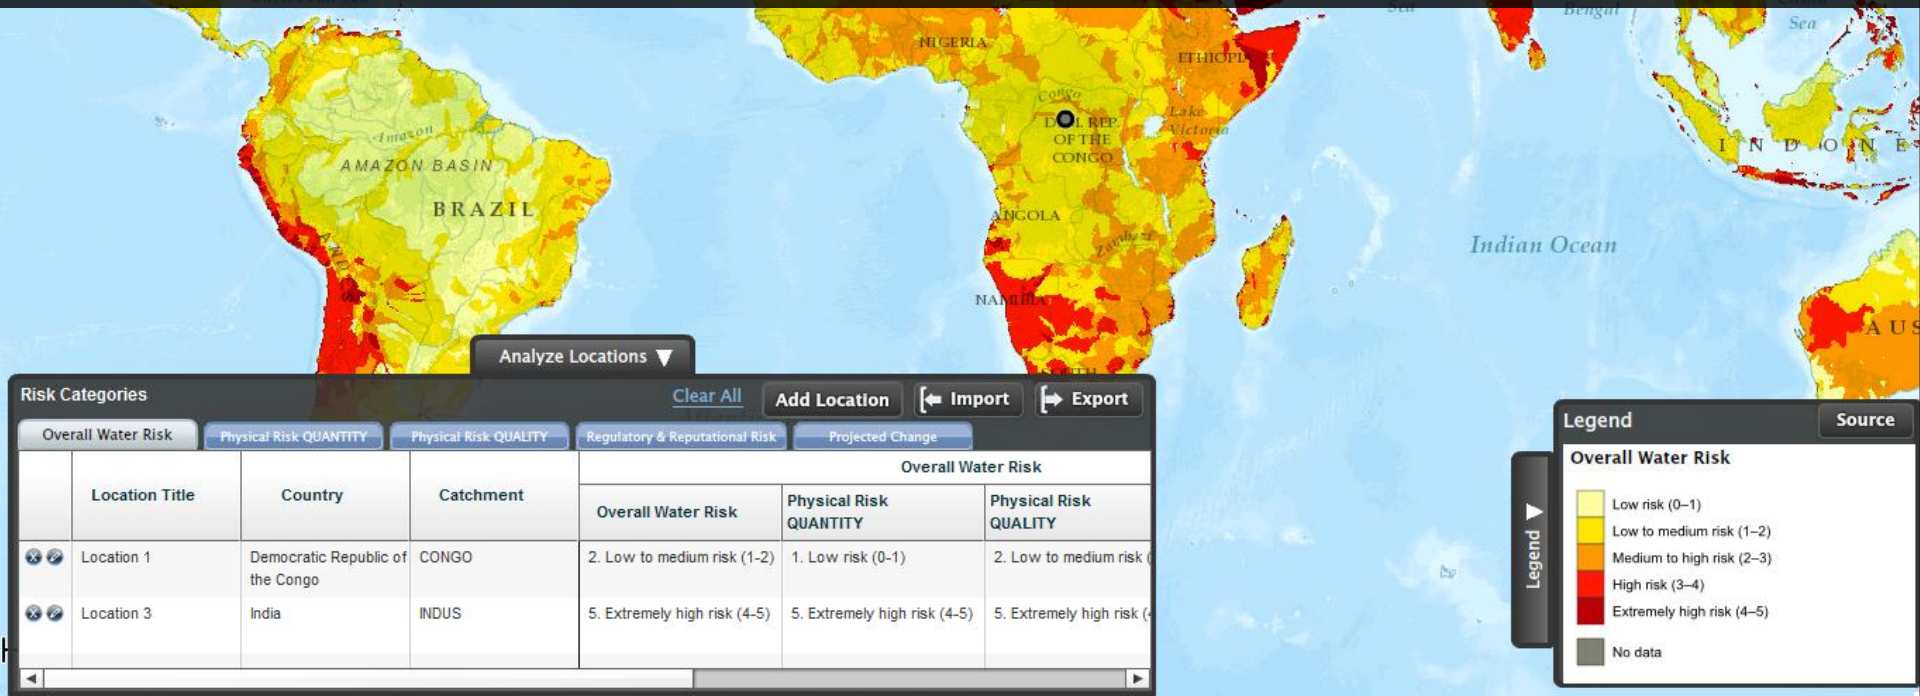 Sea
Bengal
Sea
NIGERIA
ETHIOPIA
Congo
Lake
Victoria
OF THE
CONGO
Amazon
AMAZON BASIN
BRAZIL
ANGOLA
Zambezi
NAMIBIA
Indian Ocean
I N D O N E
A U S
SOUTH
Analyze Locations ▼
Risk Categories
Clear All
Add Location
Import
Export
Overall Water Risk
Physical Risk QUANTITY
Physical Risk QUALITY
Regulatory & Reputational Risk
Projected Change
Overall Water Risk
Location Title
Country
Catchment
Overall Water Risk
Physical Risk
QUANTITY
Physical Risk
QUALITY
Location 1
Democratic Republic of
the Congo
CONGO
2. Low to medium risk (1-2)
1. Low risk (0-1)
2. Low to medium risk (
Location 3
India
INDUS
5. Extremely high risk (4-5)
5. Extremely high risk (4-5)
5. Extremely high risk (
Legend
Source
Legend
Overall Water Risk
Low risk (0–1)
Low to medium risk (1–2)
Medium to high risk (2–3)
High risk (3–4)
Extremely high risk (4–5)
No data